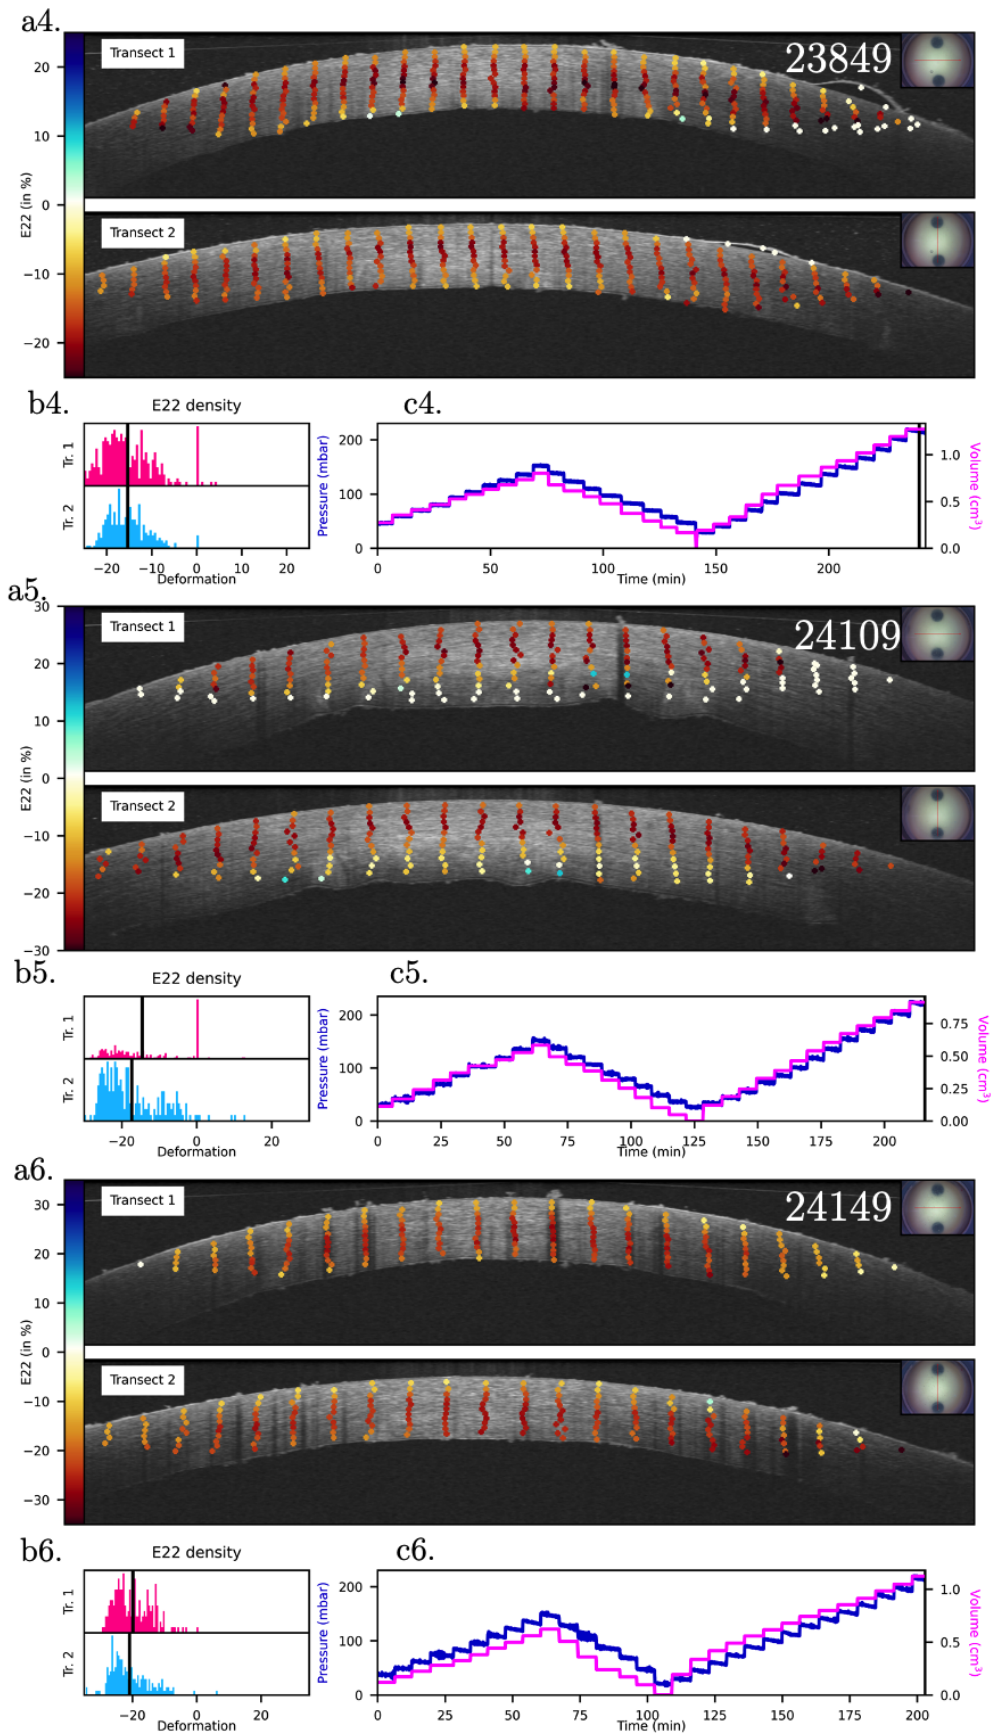 a4.
Transect 1
23849
20
10
0
−10
−20
E22 (in %)
Transect 2
b4.
E22 density
c4.
Tr. 1
Tr. 2
−20 −10 0 10 20
Deformation
Pressure (mbar)
200
100
0
0 50 100 150 200
Time (min)
1.0
0.5
0.0
Volume (cm³)
a5.
Transect 1
24109
30
20
10
0
−10
−20
−30
E22 (in %)
Transect 2
b5.
E22 density
c5.
Tr. 1
Tr. 2
−20 0 20
Deformation
Pressure (mbar)
200
100
0
0 25 50 75 100 125 150 175 200
Time (min)
0.75
0.50
0.25
0.00
Volume (cm³)
a6.
Transect 1
24149
30
20
10
0
−10
−20
−30
E22 (in %)
Transect 2
b6.
E22 density
c6.
Tr. 1
Tr. 2
−20 0 20
Deformation
Pressure (mbar)
200
100
0
0 25 50 75 100 125 150 175 200
Time (min)
1.0
0.5
0.0
Volume (cm³)